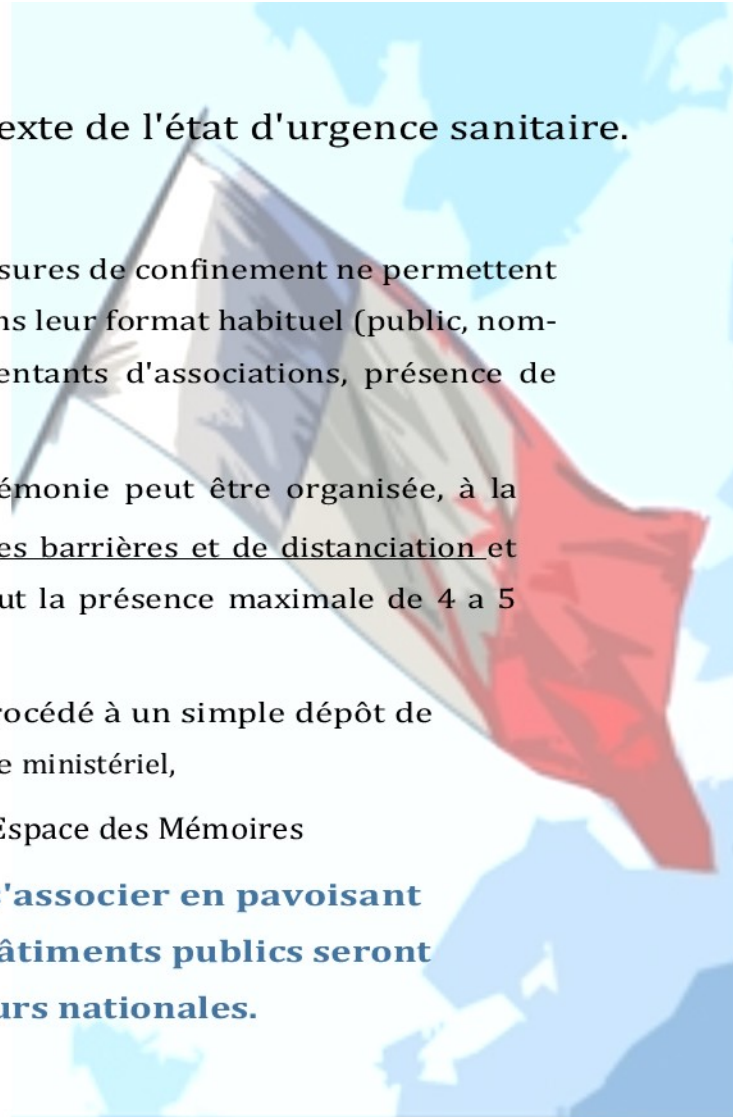 exte de l'état d'urgence sanitaire.
sures de confinement ne permettent
ns leur format habituel (public, nom-
entants d'associations, présence de
émonie peut être organisée, à la
es barrières et de distanciation et
ut la présence maximale de 4 a 5
rocédé à un simple dépôt de
e ministériel,
Espace des Mémoires
s'associer en pavoisant
âtiments publics seront
urs nationales.